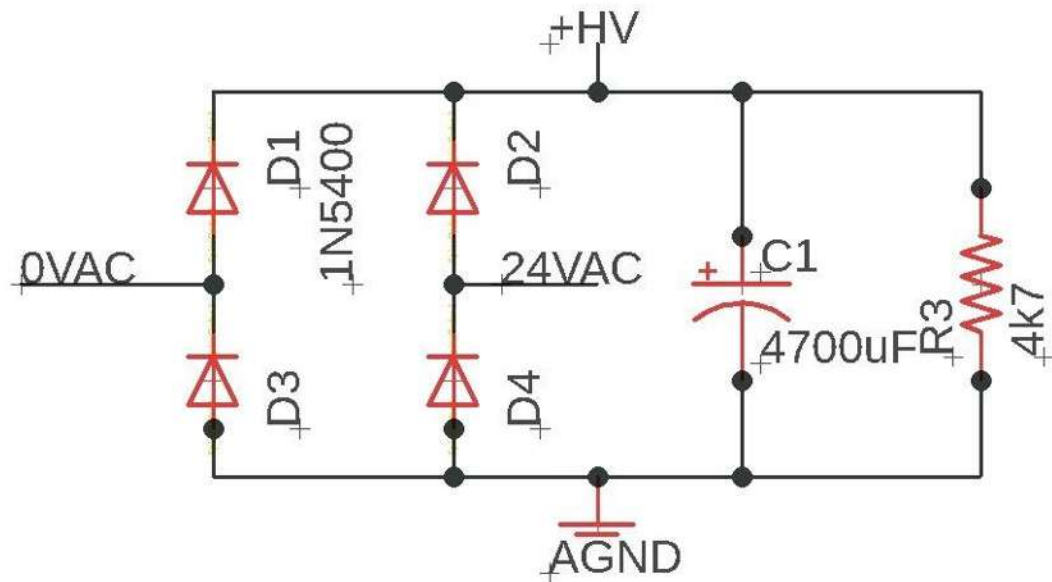 +HV
D1
1N5400
D2
0VAC
24VAC
+
C1
4700uF
R3
4k7
D3
D4
AGND